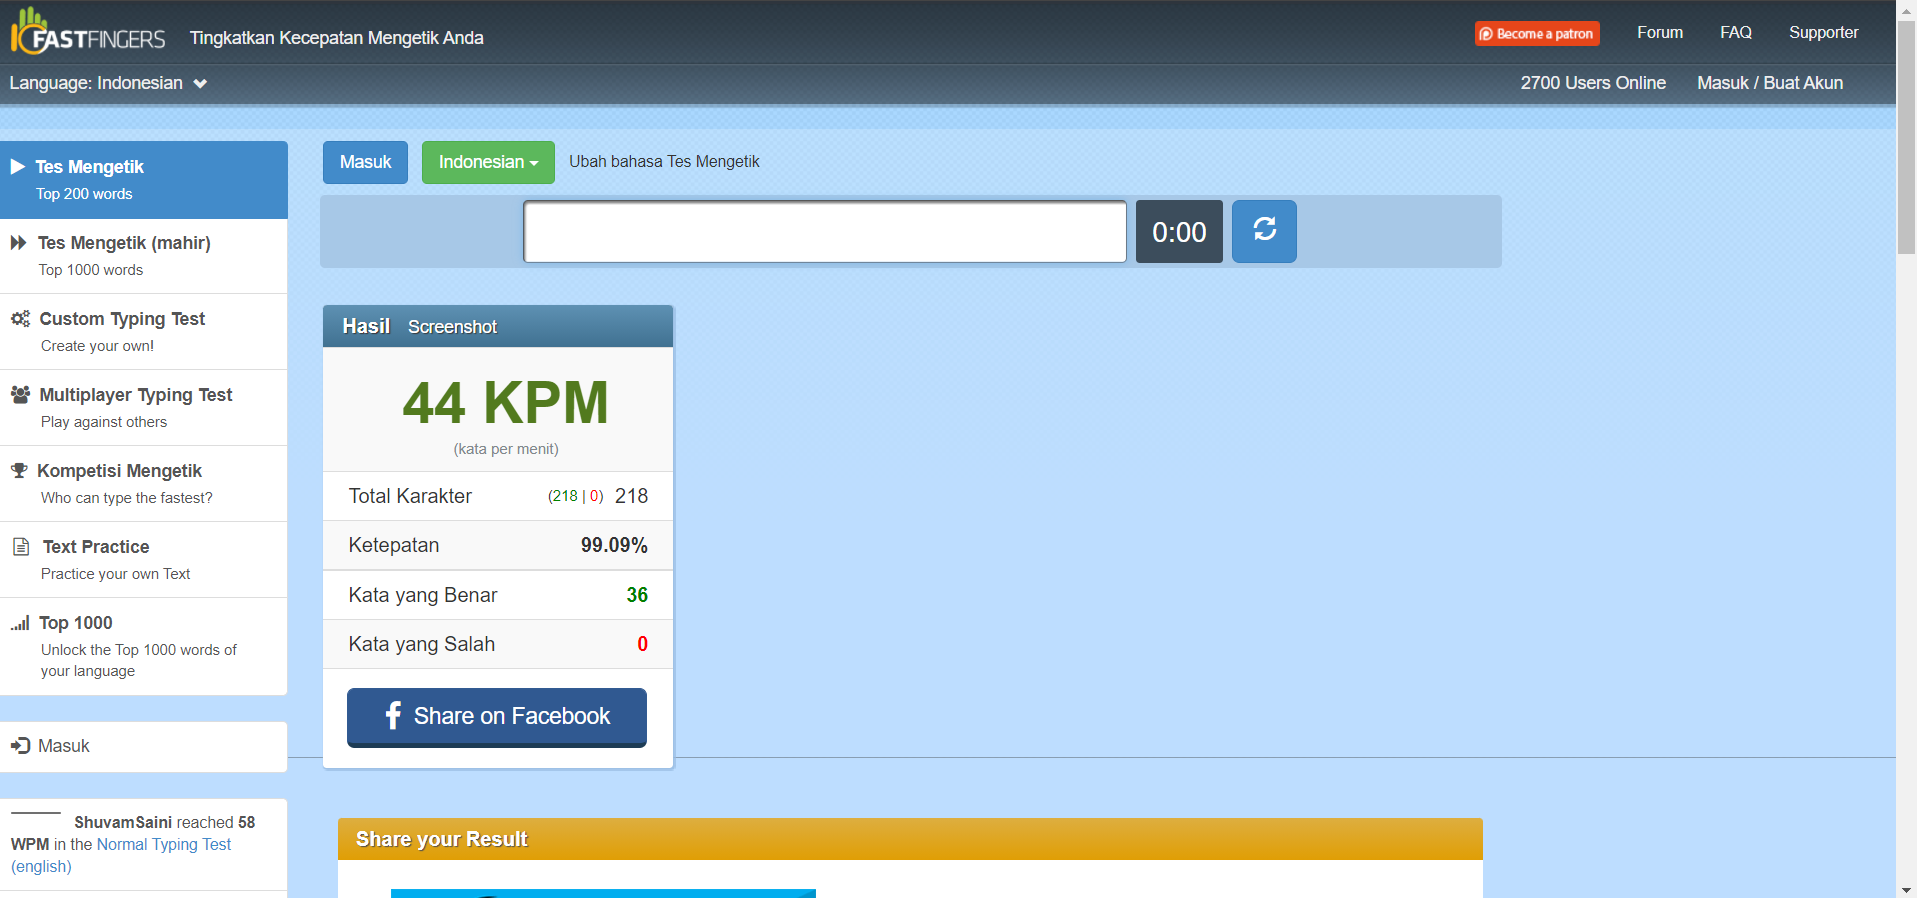 FASTFINGERS
Tingkatkan Kecepatan Mengetik Anda
Become a patron
Forum
FAQ
Supporter
Language: Indonesian
2700 Users Online
Masuk / Buat Akun
Tes Mengetik
Top 200 words
Tes Mengetik (mahir)
Top 1000 words
Custom Typing Test
Create your own!
Multiplayer Typing Test
Play against others
Kompetisi Mengetik
Who can type the fastest?
Text Practice
Practice your own Text
Top 1000
Unlock the Top 1000 words of
your language
Masuk
ShuvamSaini reached 58
WPM in the Normal Typing Test
(english)
Masuk
Indonesian
Ubah bahasa Tes Mengetik
0:00
Hasil Screenshot
44 KPM
(kata per menit)
Total Karakter (218 | 0) 218
Ketepatan 99.09%
Kata yang Benar 36
Kata yang Salah 0
Share on Facebook
Share your Result